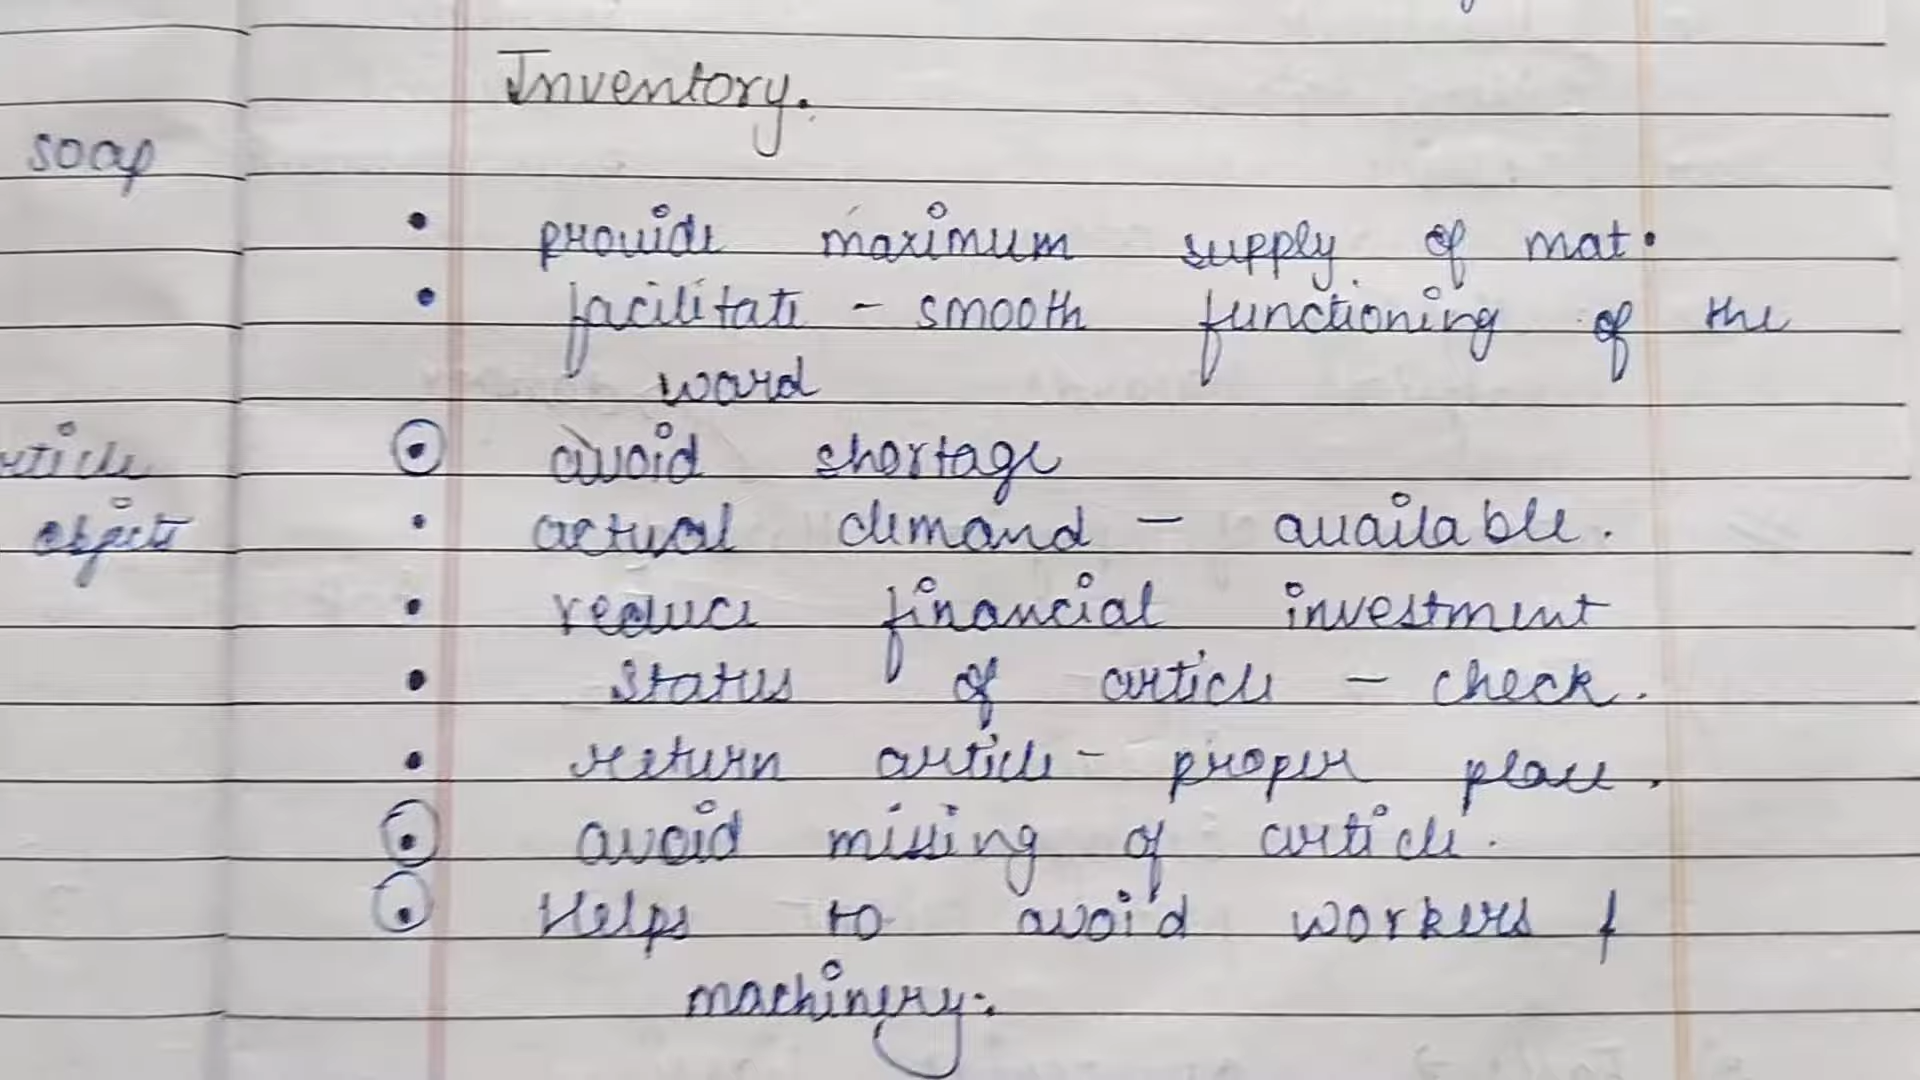 Inventory.
soap
• provide maximum supply of mat.
• facilitate - smooth functioning of the
ward
• avoid shortage
article
objects
• actual demand - available.
• reduce financial investment
• status of article - check.
• return article - proper place.
• avoid missing of article.
• Helps to avoid workers &
machinery.